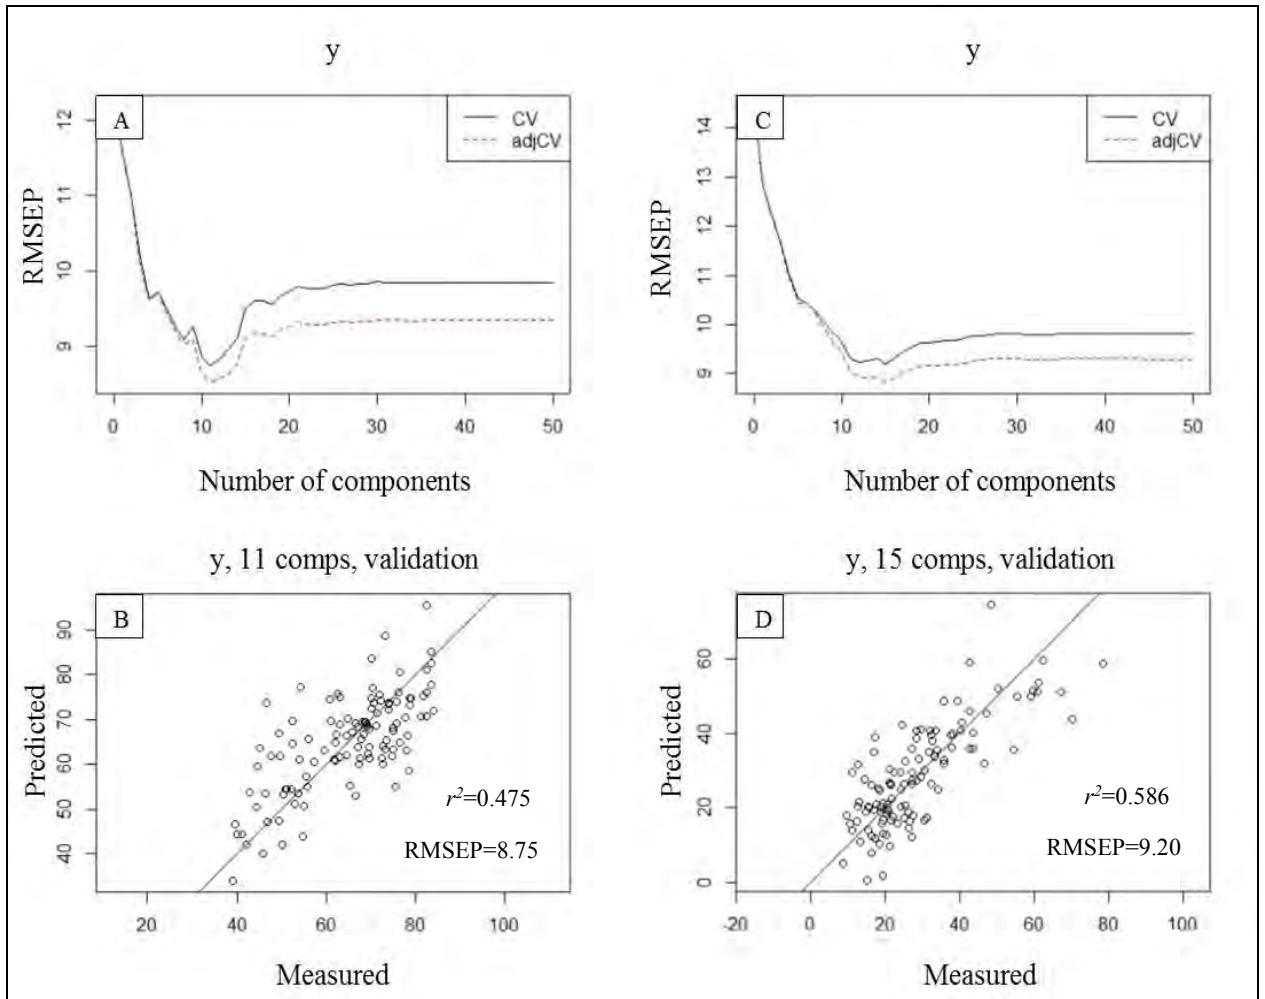 y
A
CV
adjCV
12
11
10
9
RMSEP
0 10 20 30 40 50
Number of components
y
C
CV
adjCV
14
13
12
11
10
9
RMSEP
0 10 20 30 40 50
Number of components
y, 11 comps, validation
B
90
80
70
60
50
40
Predicted
r²=0.475
RMSEP=8.75
20 40 60 80 100
Measured
y, 15 comps, validation
D
60
40
20
0
Predicted
r²=0.586
RMSEP=9.20
-20 0 20 40 60 80 100
Measured